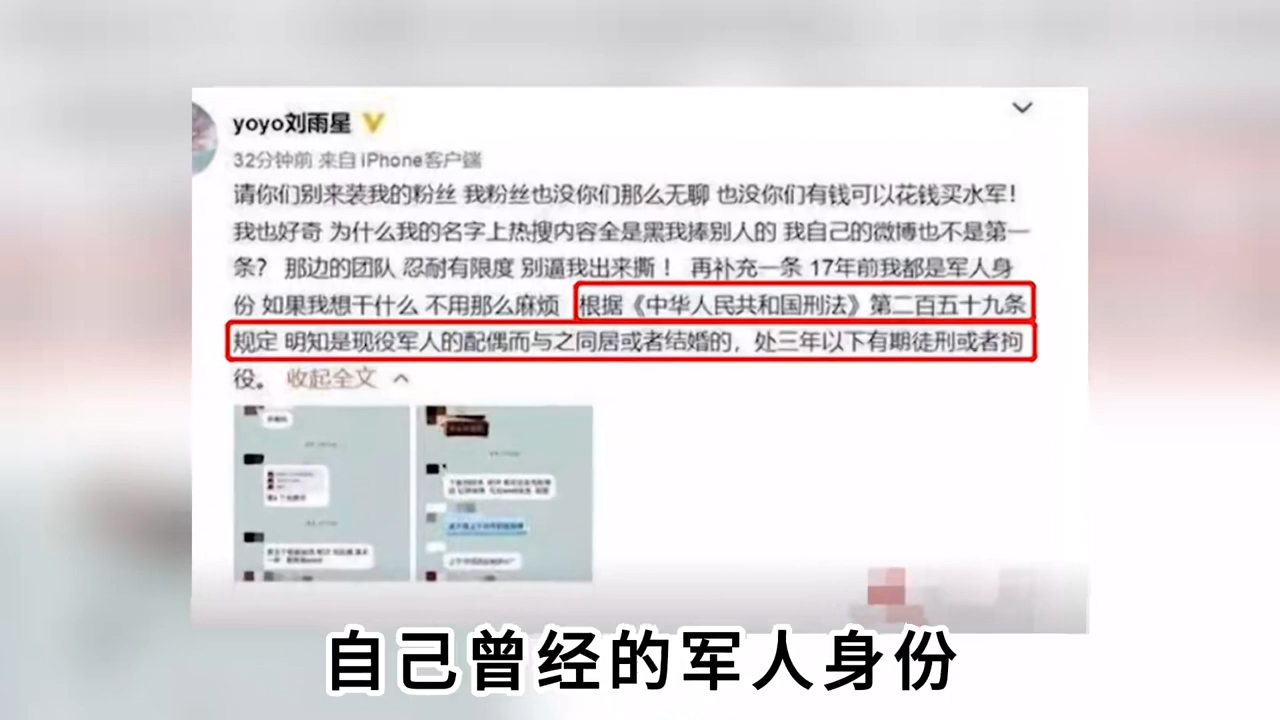 yoyo刘雨星
32分钟前 来自 iPhone客户端
请你们别来装我的粉丝 我粉丝也没你们那么无聊 也没你们有钱可以花钱买水军！
我也好奇 为什么我的名字上热搜内容全是黑我捧别人的 我自己的微博也不是第一
条？ 那边的团队 忍耐有限度 别逼我出来撕！ 再补充一条 17年前我都是军人身
份 如果我想干什么 不用那么麻烦 根据《中华人民共和国刑法》第二百五十九条
规定 明知是现役军人的配偶而与之同居或者结婚的，处三年以下有期徒刑或者拘
役。 收起全文
自己曾经的军人身份